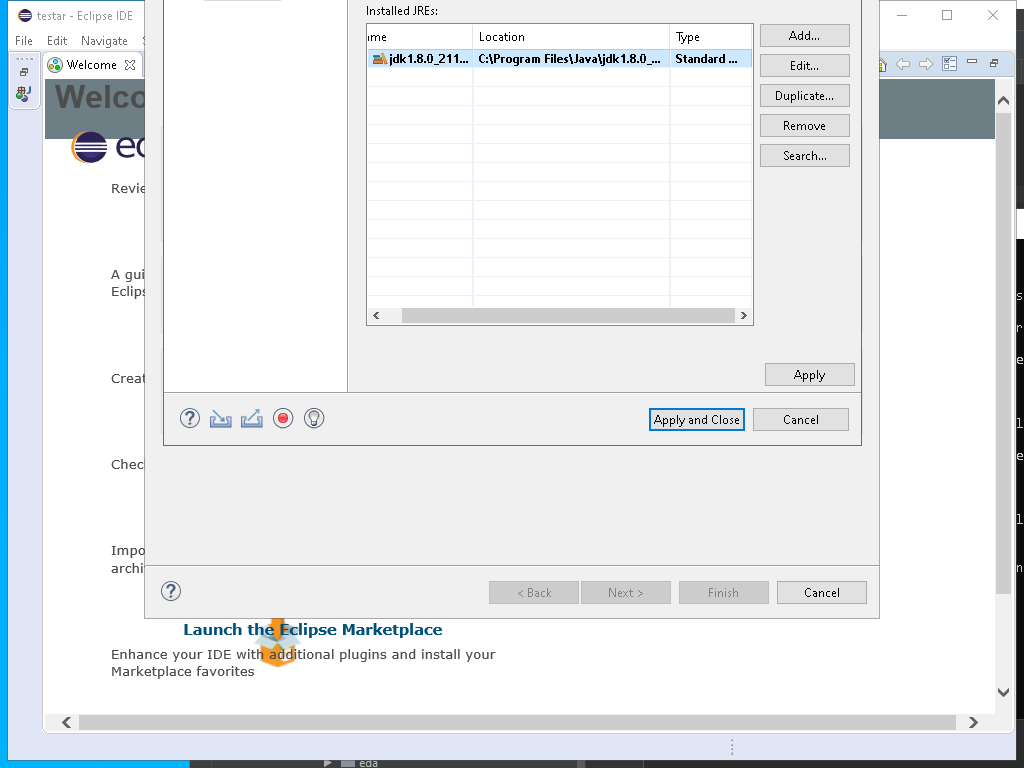 testar - Eclipse IDE
File Edit Navigate
Welcome
Welco
ec
Revie
A gui
Eclips
Creat
Chec
Impo
archi
Launch the Eclipse Marketplace
Enhance your IDE with additional plugins and install your
Marketplace favorites
Installed JREs:
me Location Type
jdk1.8.0_211... C:\Program Files\Java\jdk1.8.0_... Standard ...
Add...
Edit...
Duplicate...
Remove
Search...
Apply
Apply and Close Cancel
< Back Next > Finish Cancel
eda